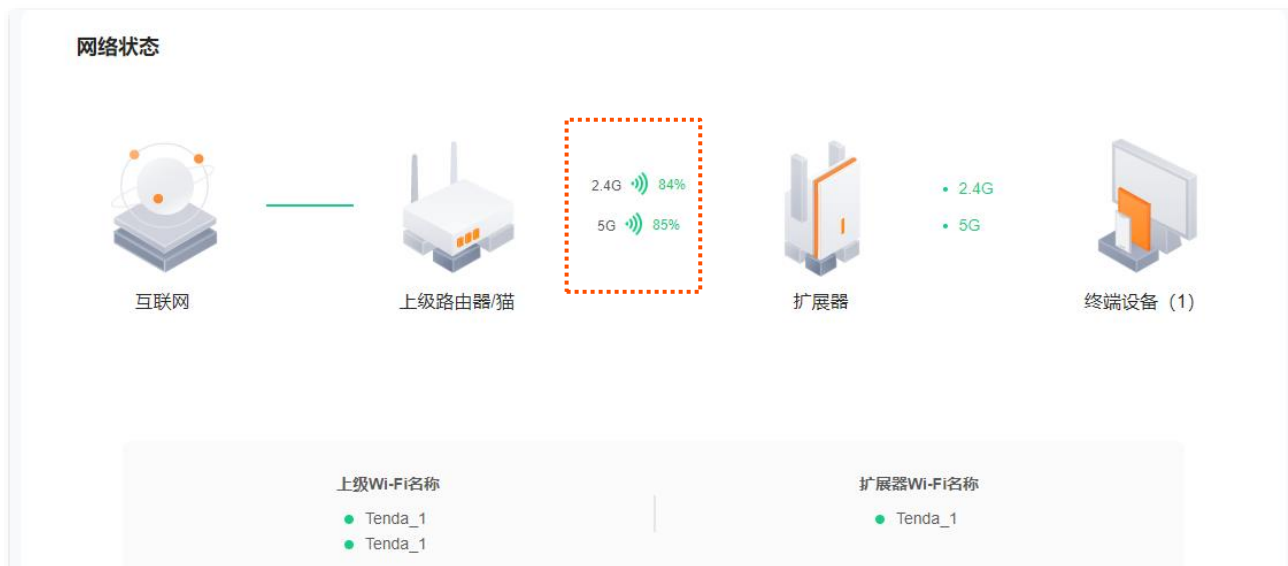 网络状态
2.4G 84%
5G 85%
2.4G
5G
互联网
上级路由器/猫
扩展器
终端设备（1）
上级Wi-Fi名称
Tenda_1
Tenda_1
扩展器Wi-Fi名称
Tenda_1